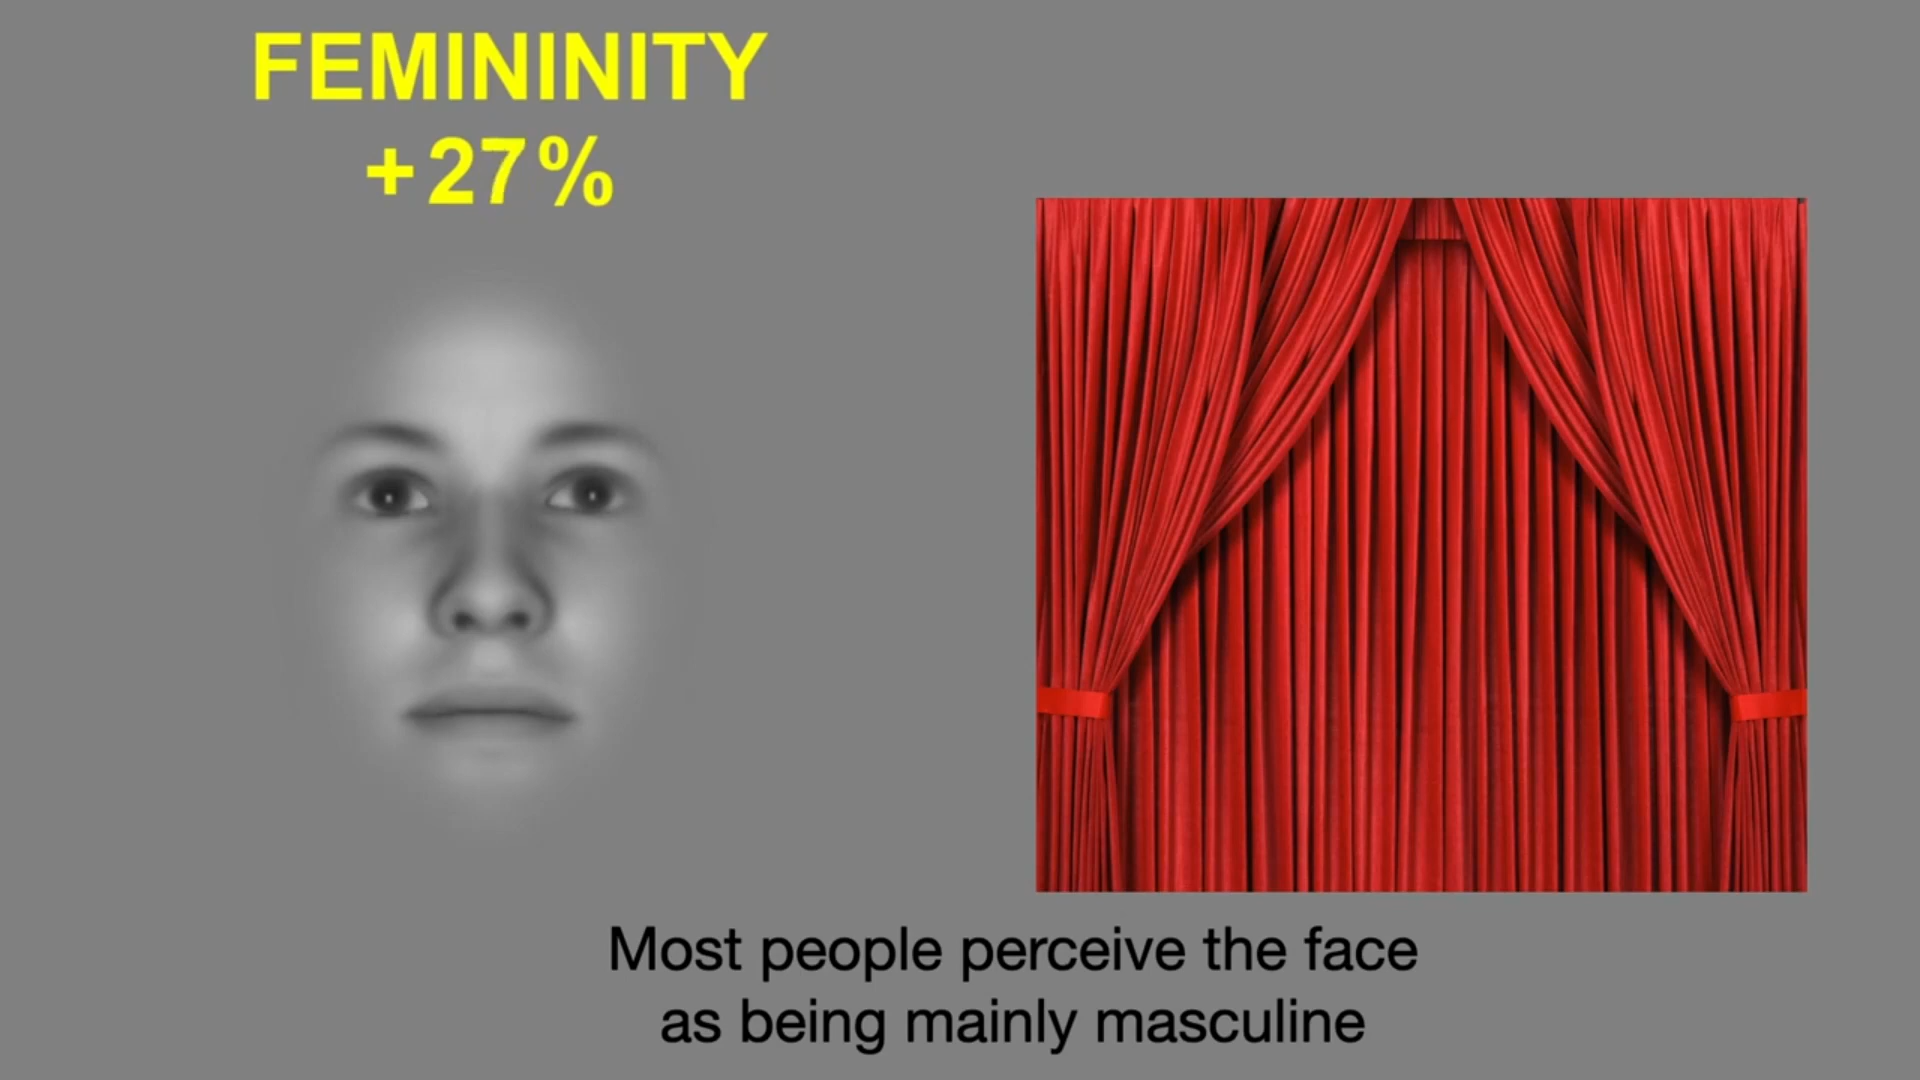 FEMININITY
+27%
Most people perceive the face
as being mainly masculine